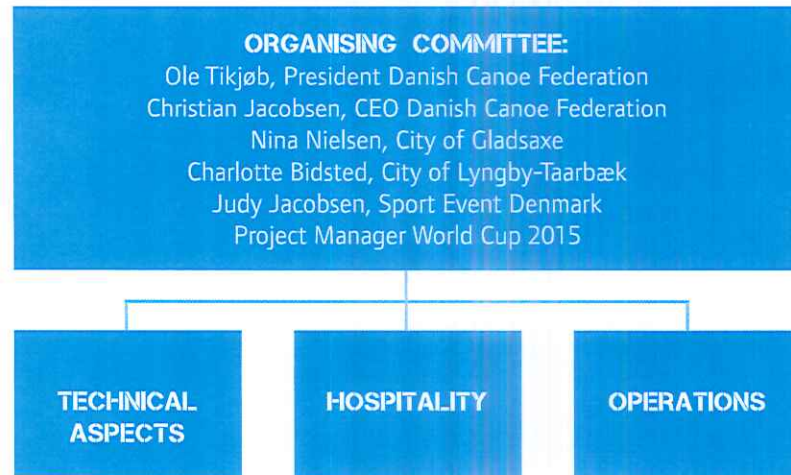 ORGANISING COMMITTEE:
Ole Tikjøb, President Danish Canoe Federation
Christian Jacobsen, CEO Danish Canoe Federation
Nina Nielsen, City of Gladsaxe
Charlotte Bidsted, City of Lyngby-Taarbæk
Judy Jacobsen, Sport Event Denmark
Project Manager World Cup 2015
TECHNICAL
ASPECTS
HOSPITALITY
OPERATIONS